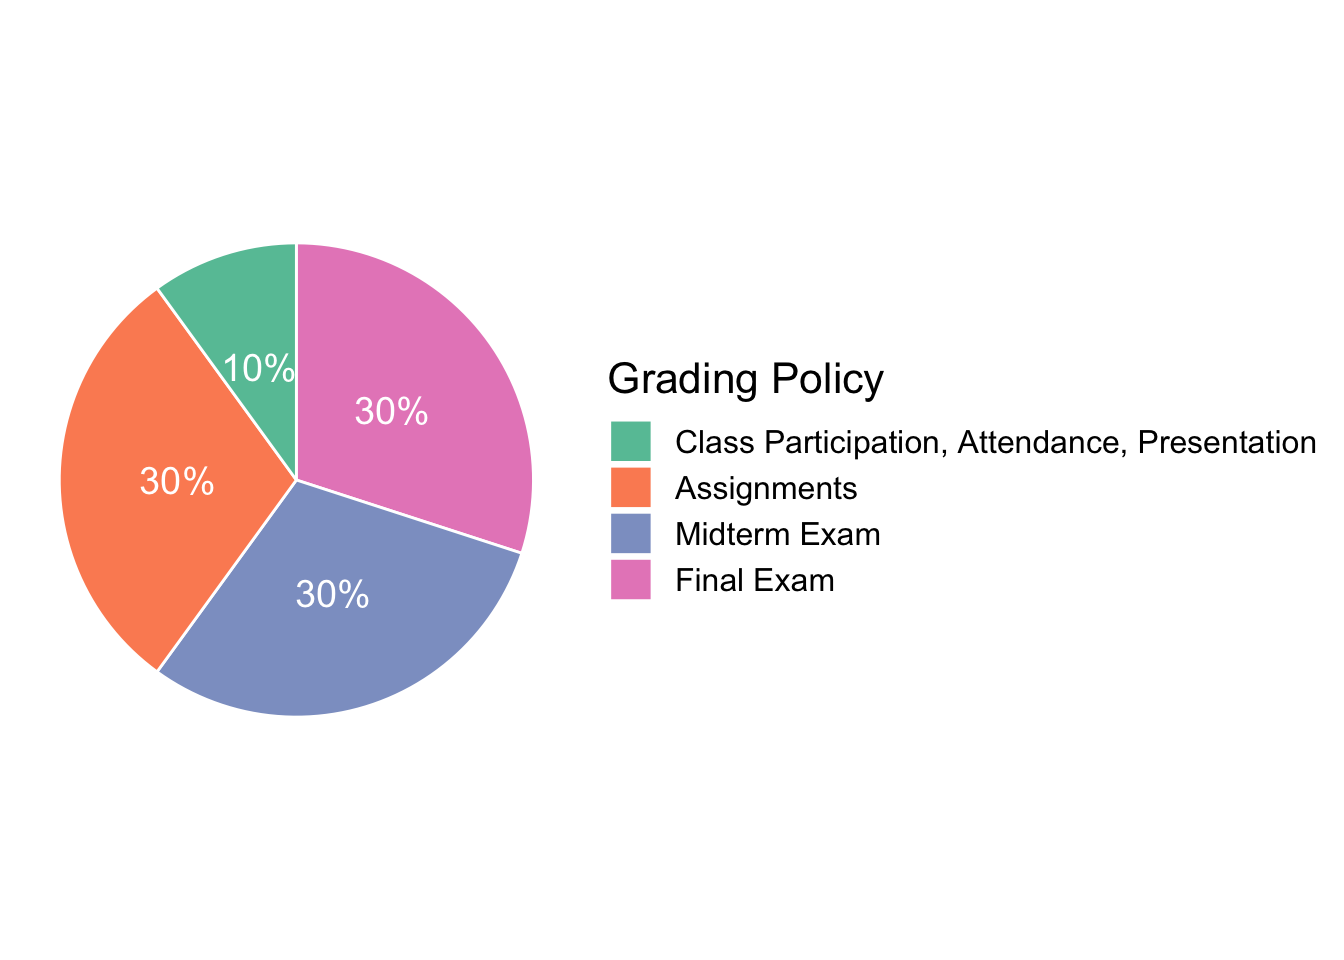 10%
30%
30%
30%
Grading Policy
Class Participation, Attendance, Presentation
Assignments
Midterm Exam
Final Exam